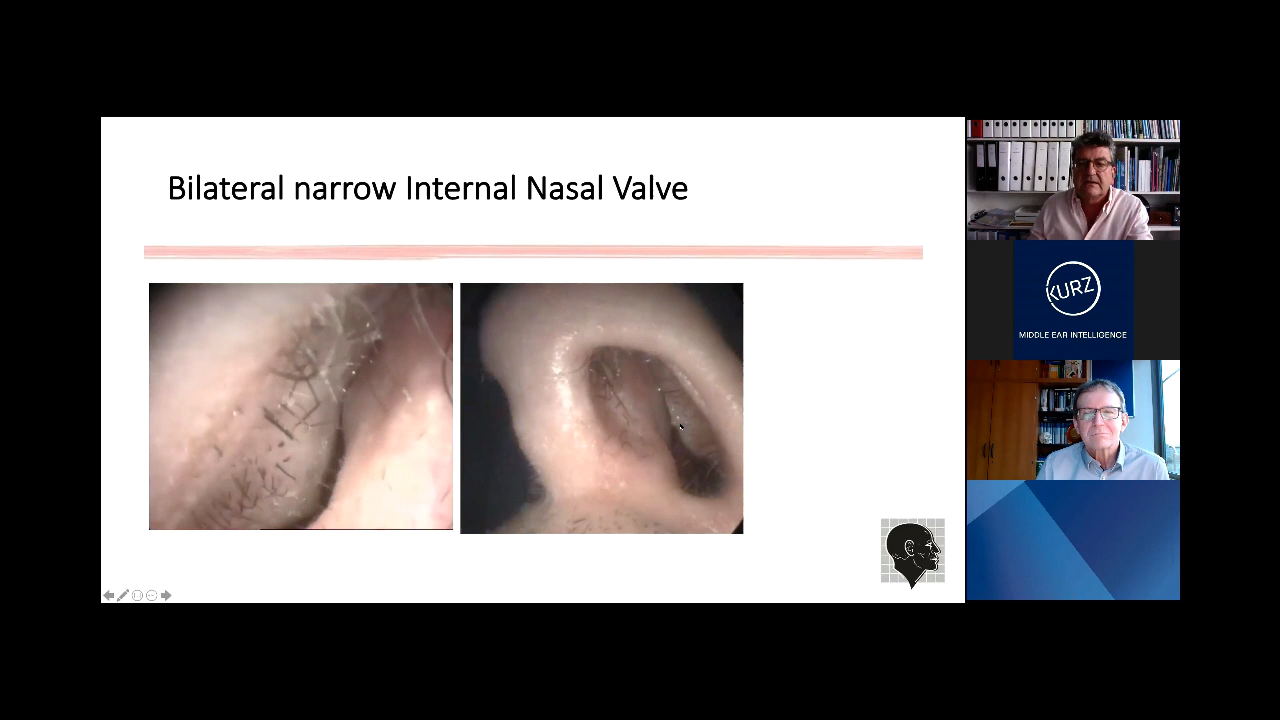 Bilateral narrow Internal Nasal Valve
KURZ
MIDDLE EAR INTELLIGENCE